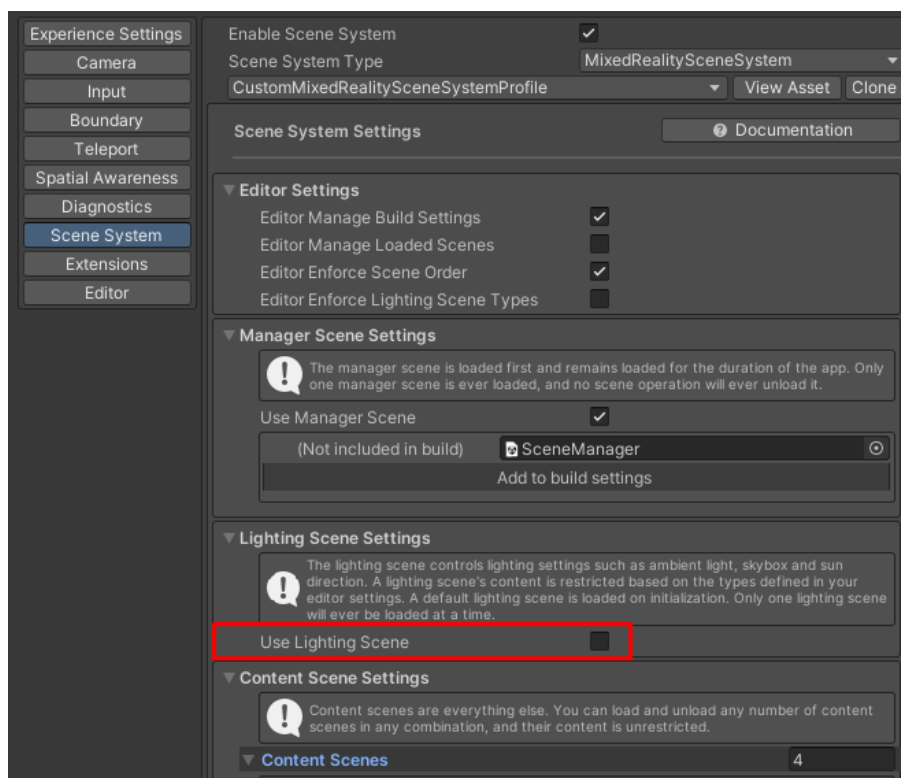 Experience Settings
Camera
Input
Boundary
Teleport
Spatial Awareness
Diagnostics
Scene System
Extensions
Editor
Enable Scene System
Scene System Type MixedRealitySceneSystem
CustomMixedRealitySceneSystemProfile View Asset Clone
Scene System Settings Documentation
Editor Settings
Editor Manage Build Settings
Editor Manage Loaded Scenes
Editor Enforce Scene Order
Editor Enforce Lighting Scene Types
Manager Scene Settings
The manager scene is loaded first and remains loaded for the duration of the app. Only
one manager scene is ever loaded, and no scene operation will ever unload it.
Use Manager Scene
(Not included in build) SceneManager
Add to build settings
Lighting Scene Settings
The lighting scene controls lighting settings such as ambient light, skybox and sun
direction. A lighting scene's content is restricted based on the types defined in your
editor settings. A default lighting scene is loaded on initialization. Only one lighting scene
will ever be loaded at a time.
Use Lighting Scene
Content Scene Settings
Content scenes are everything else. You can load and unload any number of content
scenes in any combination, and their content is unrestricted.
Content Scenes 4